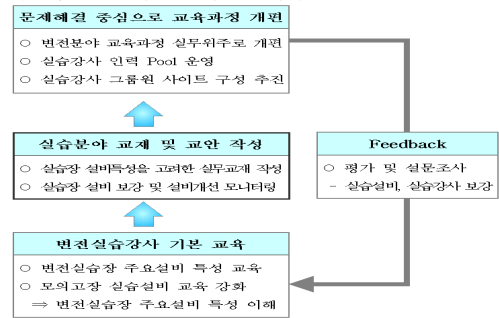 문제해결 중심으로 교육과정 개편
○ 변전분야 교육과정 실무위주로 개편
○ 실습강사 인력 Pool 운영
○ 실습강사 그룹원 사이트 구성 추진
실습분야 교재 및 교안 작성
○ 실습장 설비특성을 고려한 실무교재 작성
○ 실습장 설비 보강 및 설비개선 모니터링
변전실습강사 기본 교육
○ 변전실습장 주요설비 특성 교육
○ 모의고장 실습설비 교육 강화
⇒ 변전실습장 주요설비 특성 이해
Feedback
○ 평가 및 설문조사
- 실습설비, 실습강사 보강